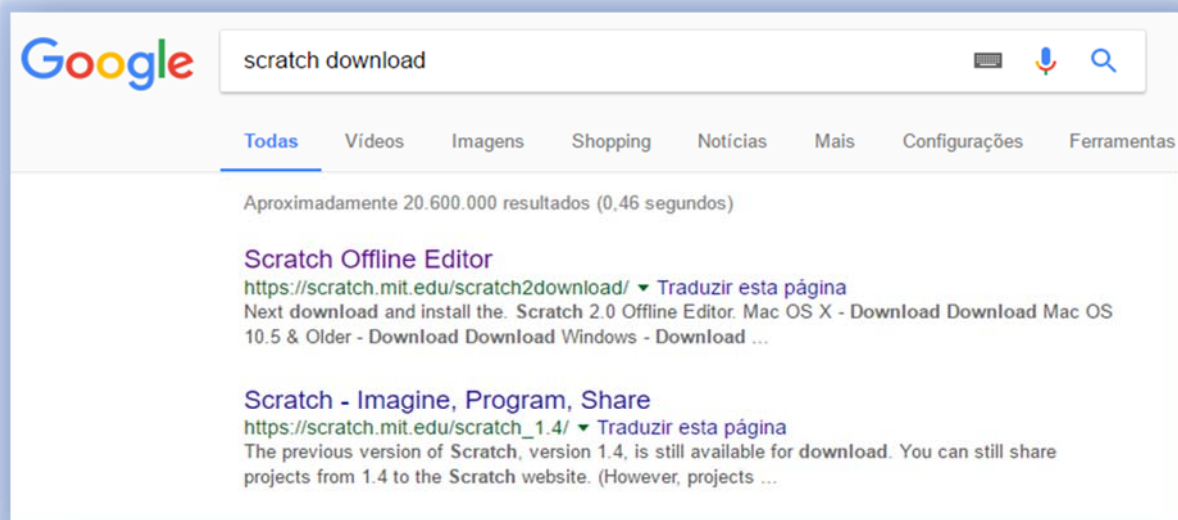 Google scratch download
Todas Vídeos Imagens Shopping Notícias Mais Configurações Ferramentas
Aproximadamente 20.600.000 resultados (0,46 segundos)
Scratch Offline Editor
https://scratch.mit.edu/scratch2download/ Traduzir esta página
Next download and install the. Scratch 2.0 Offline Editor. Mac OS X - Download Download Mac OS
10.5 & Older - Download Download Windows - Download ...
Scratch - Imagine, Program, Share
https://scratch.mit.edu/scratch_1.4/ Traduzir esta página
The previous version of Scratch, version 1.4, is still available for download. You can still share
projects from 1.4 to the Scratch website. (However, projects ...